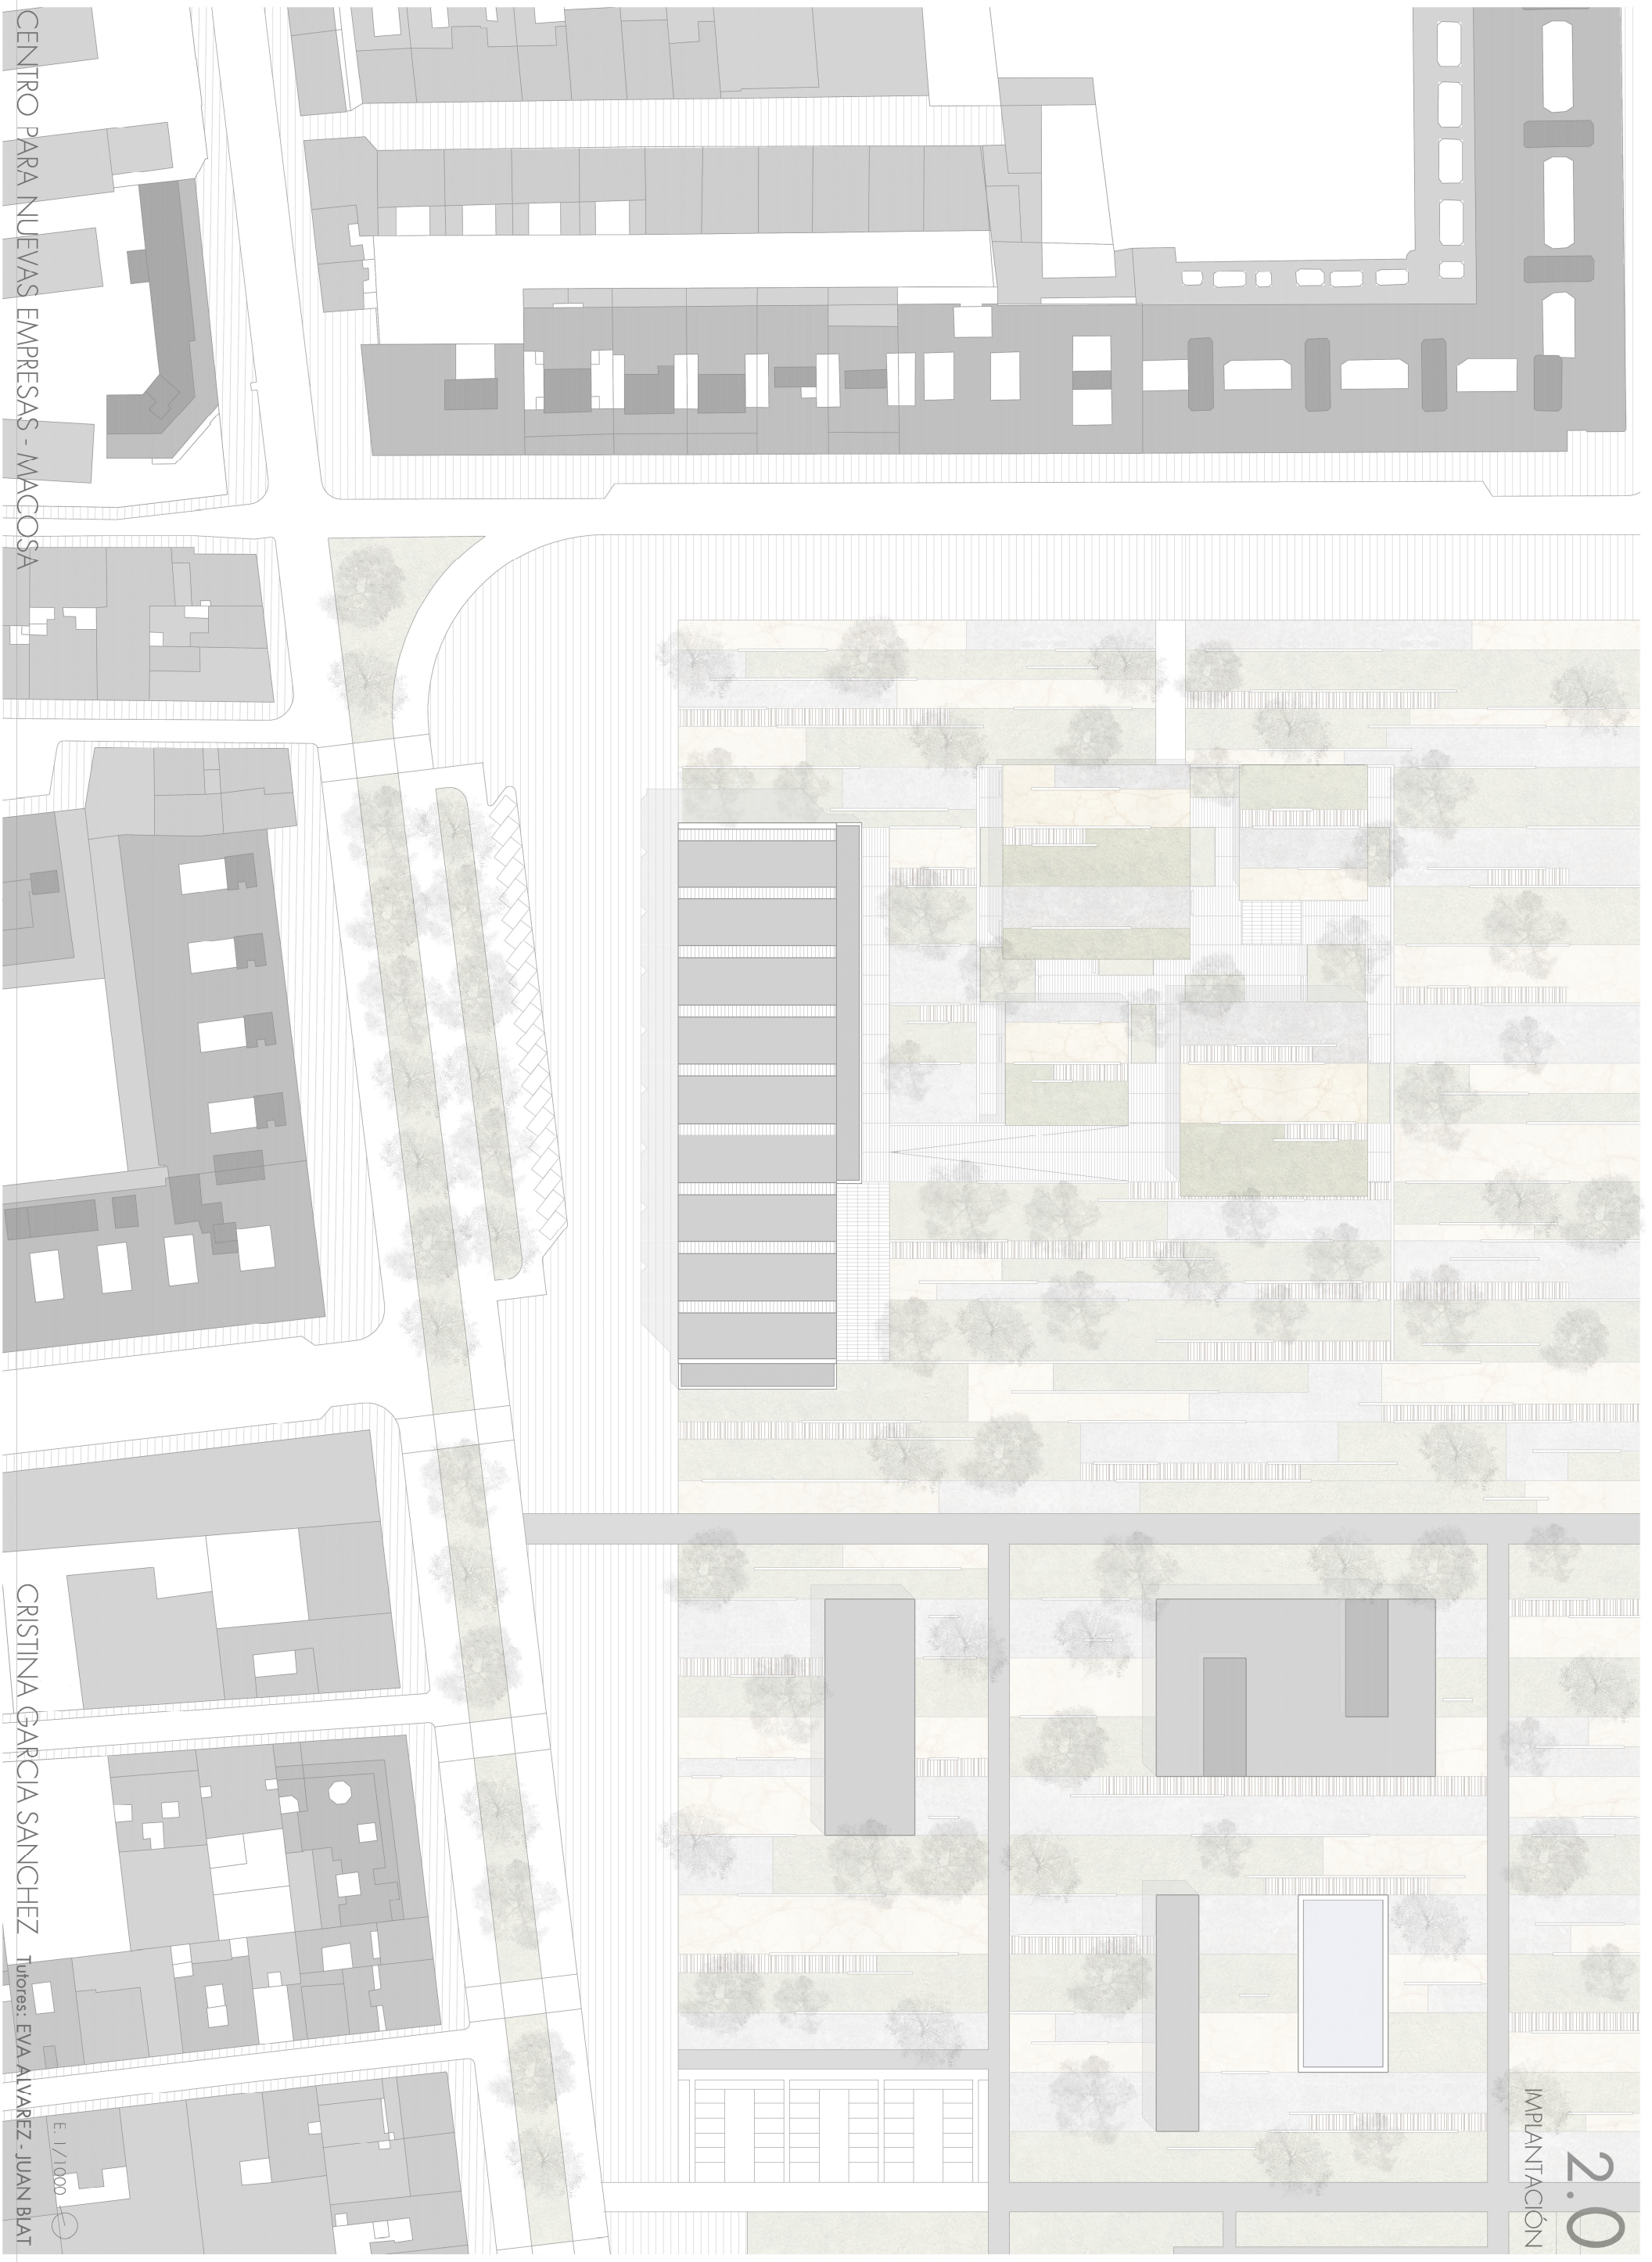 2.0
IMPLANTACIÓN
E. 1/1000
CENTRO PARA NUEVAS EMPRESAS - MACOSA
CRISTINA GARCIA SANCHEZ Tutores: EVA ALVAREZ - JUAN BLAT